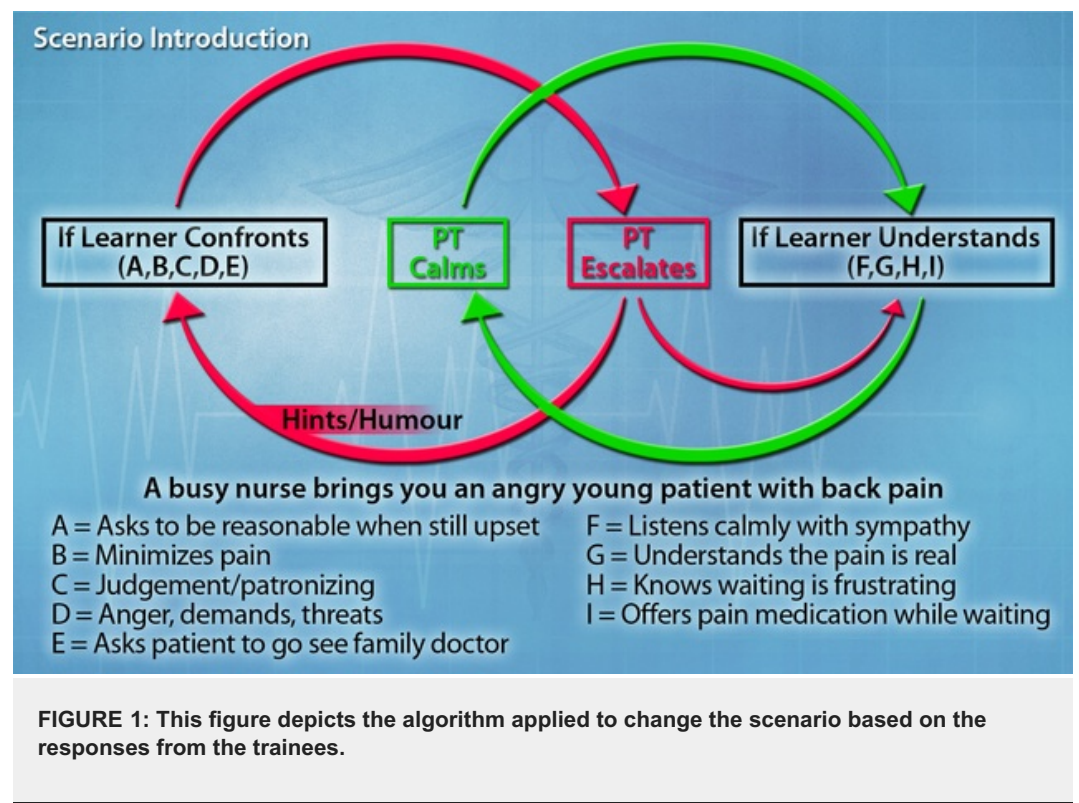 Scenario Introduction
If Learner Confronts
(A,B,C,D,E)
PT
Calms
PT
Escalates
If Learner Understands
(F,G,H,I)
Hints/Humour
A busy nurse brings you an angry young patient with back pain
A = Asks to be reasonable when still upset
B = Minimizes pain
C = Judgement/patronizing
D = Anger, demands, threats
E = Asks patient to go see family doctor
F = Listens calmly with sympathy
G = Understands the pain is real
H = Knows waiting is frustrating
I = Offers pain medication while waiting
FIGURE 1: This figure depicts the algorithm applied to change the scenario based on the
responses from the trainees.